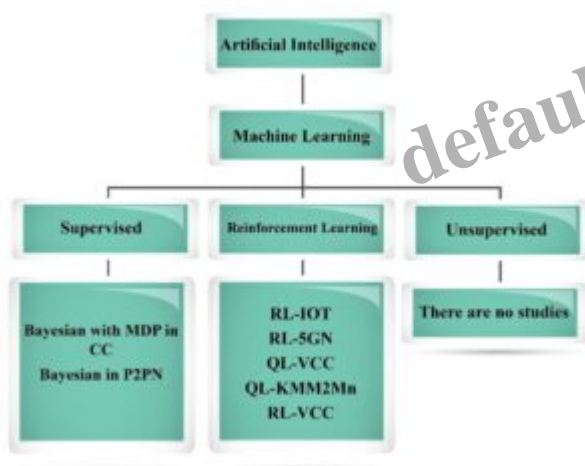 Artificial Intelligence
Machine Learning
defaul
Supervised
Reinforcement Learning
Unsupervised
Bayesian with MDP in
CC
Bayesian in P2PN
RL-IOT
RL-5GN
QL-VCC
QL-KMM2Mn
RL-VCC
There are no studies